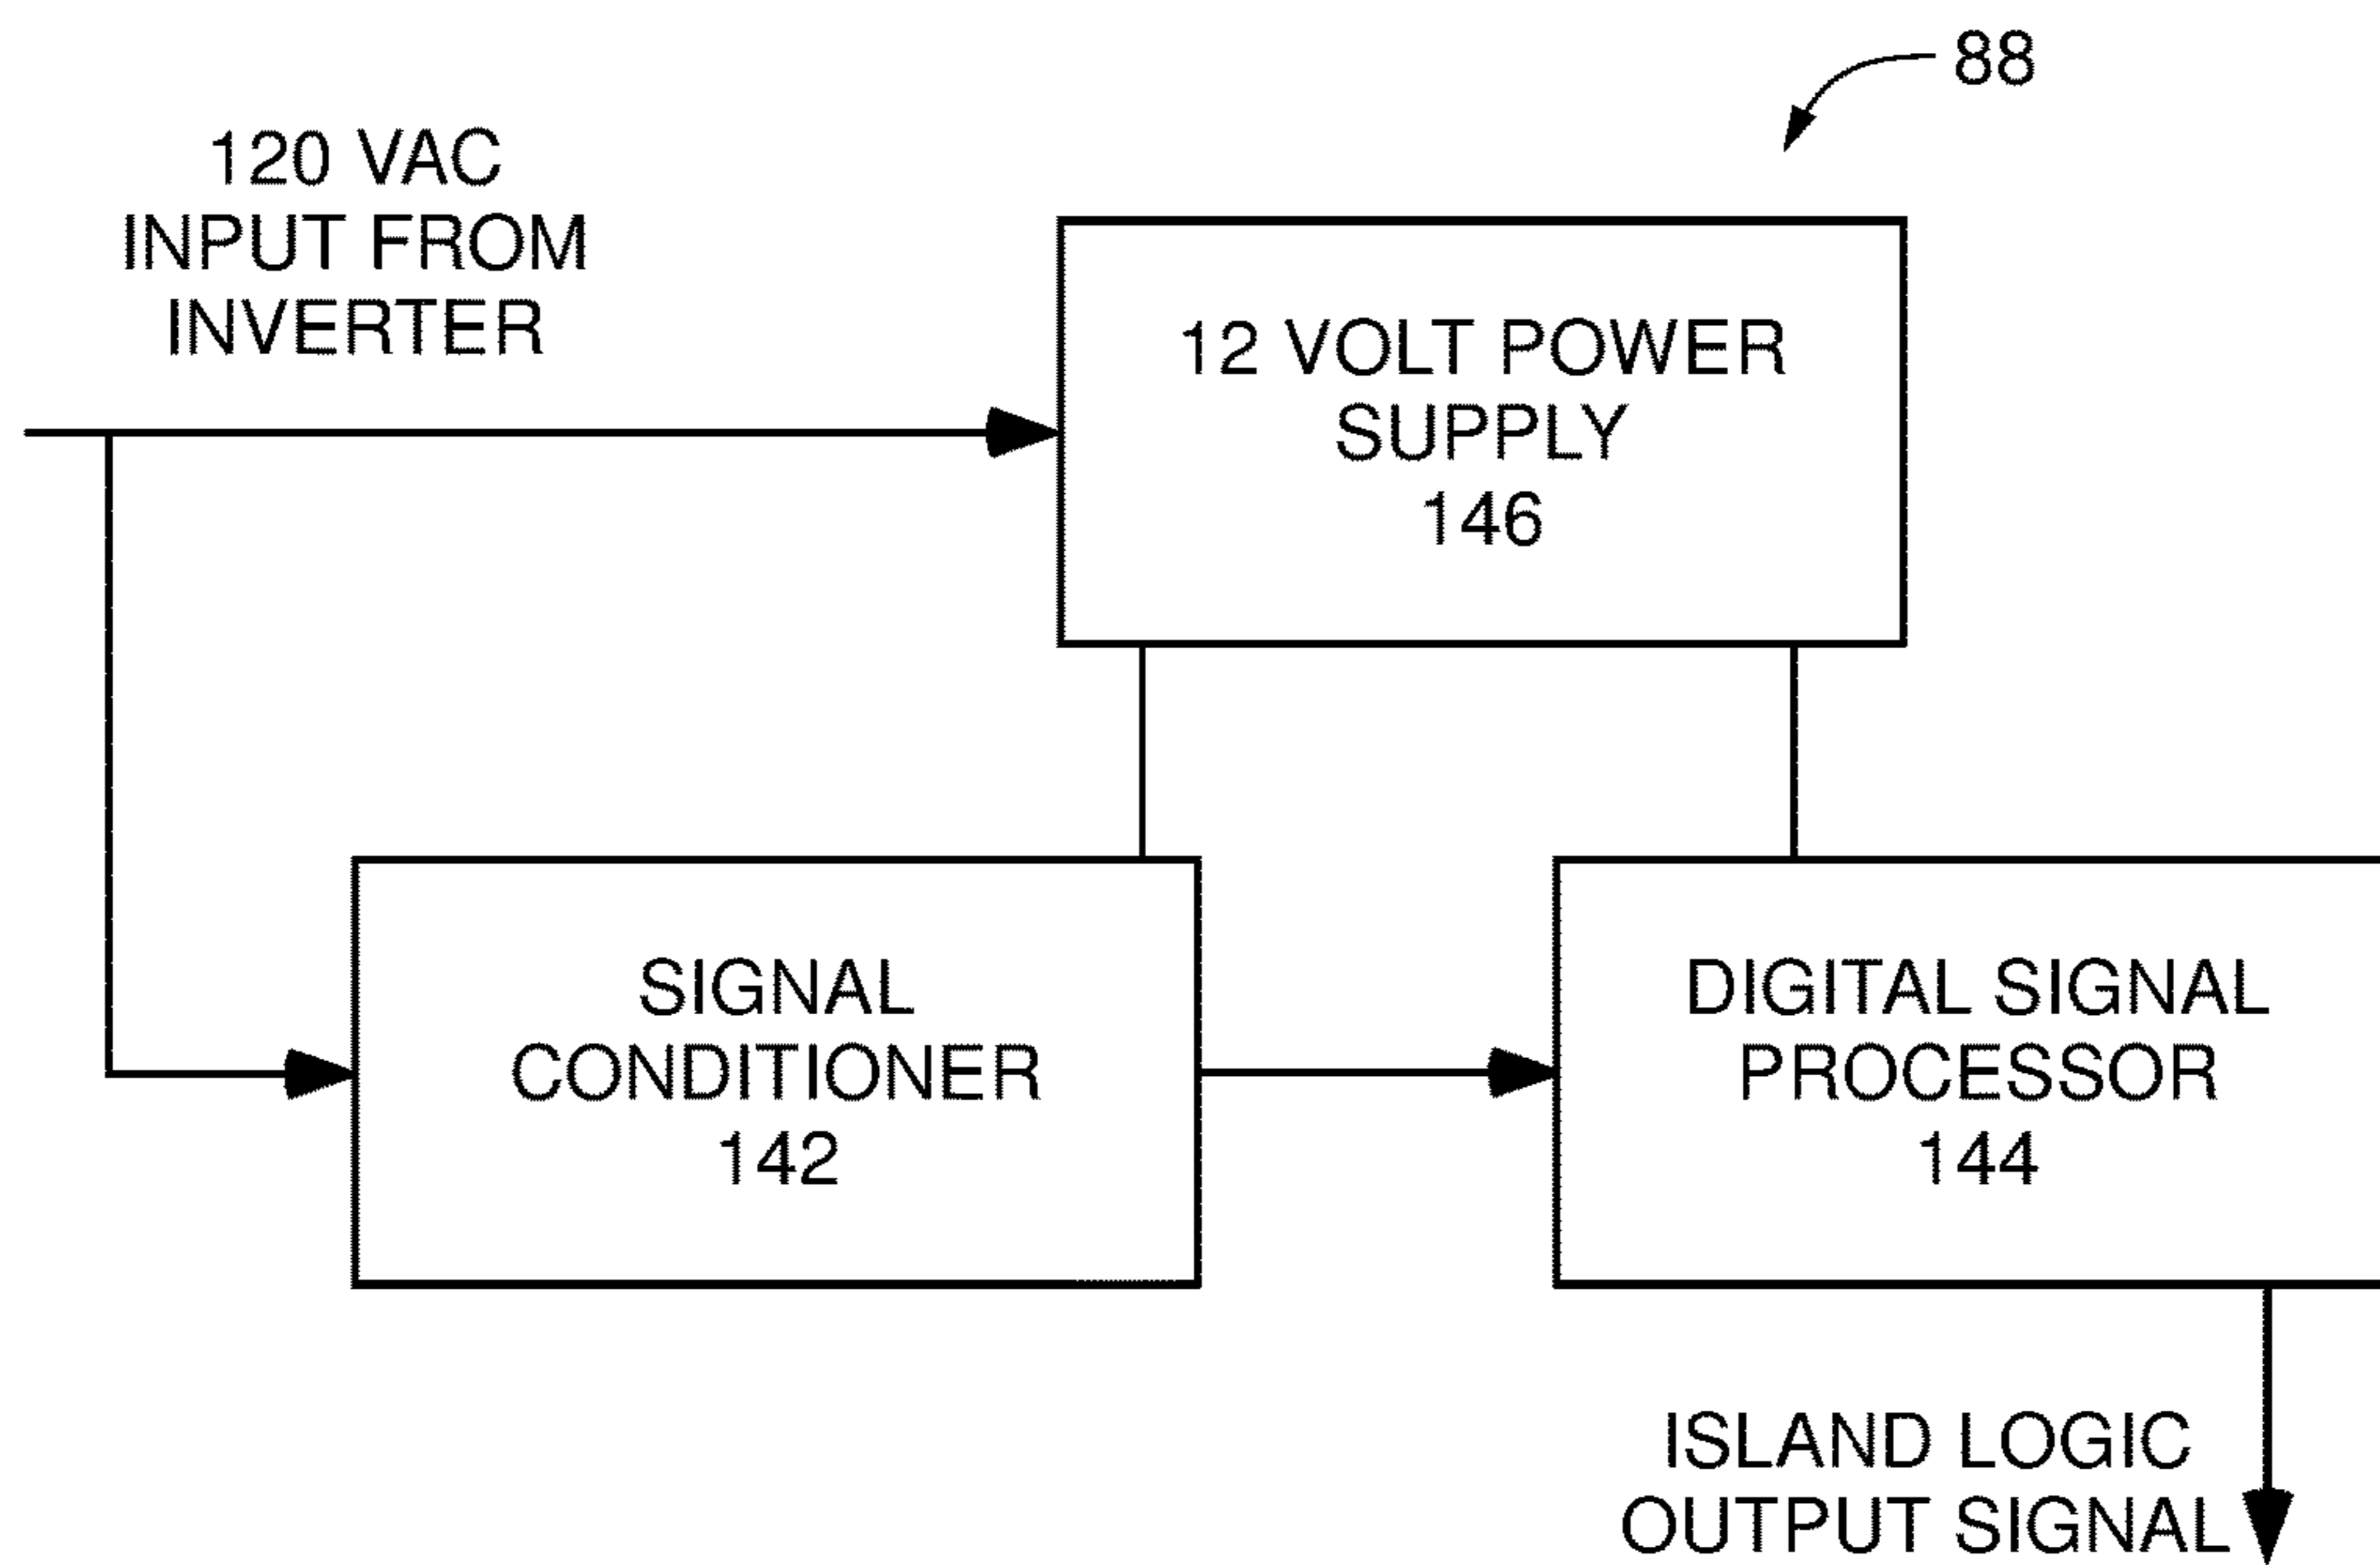 88
120 VAC
INPUT FROM
INVERTER
12 VOLT POWER
SUPPLY
146
SIGNAL
CONDITIONER
142
DIGITAL SIGNAL
PROCESSOR
144
ISLAND LOGIC
OUTPUT SIGNAL